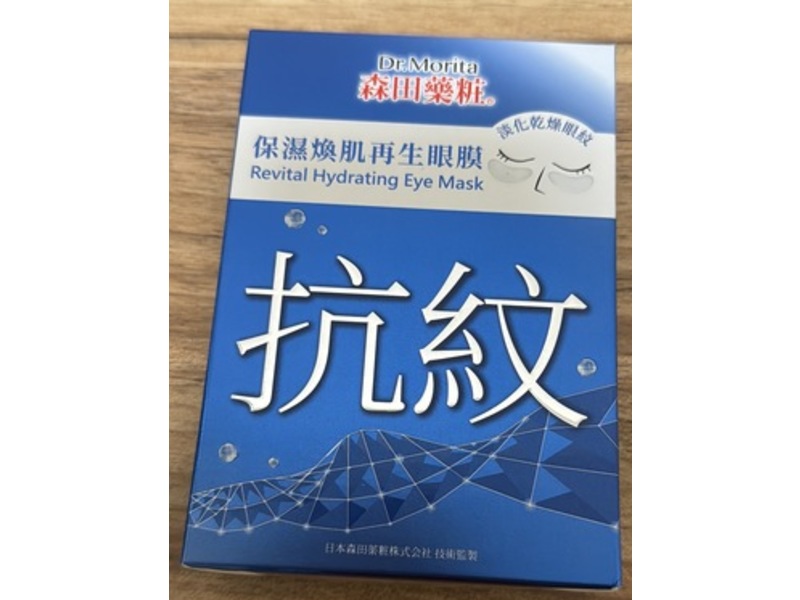 Dr.Morita
森田藥粧®
淡化乾燥眼紋
保濕煥肌再生眼膜
Revital Hydrating Eye Mask
抗紋
日本森田藥粧株式会社 技術監製